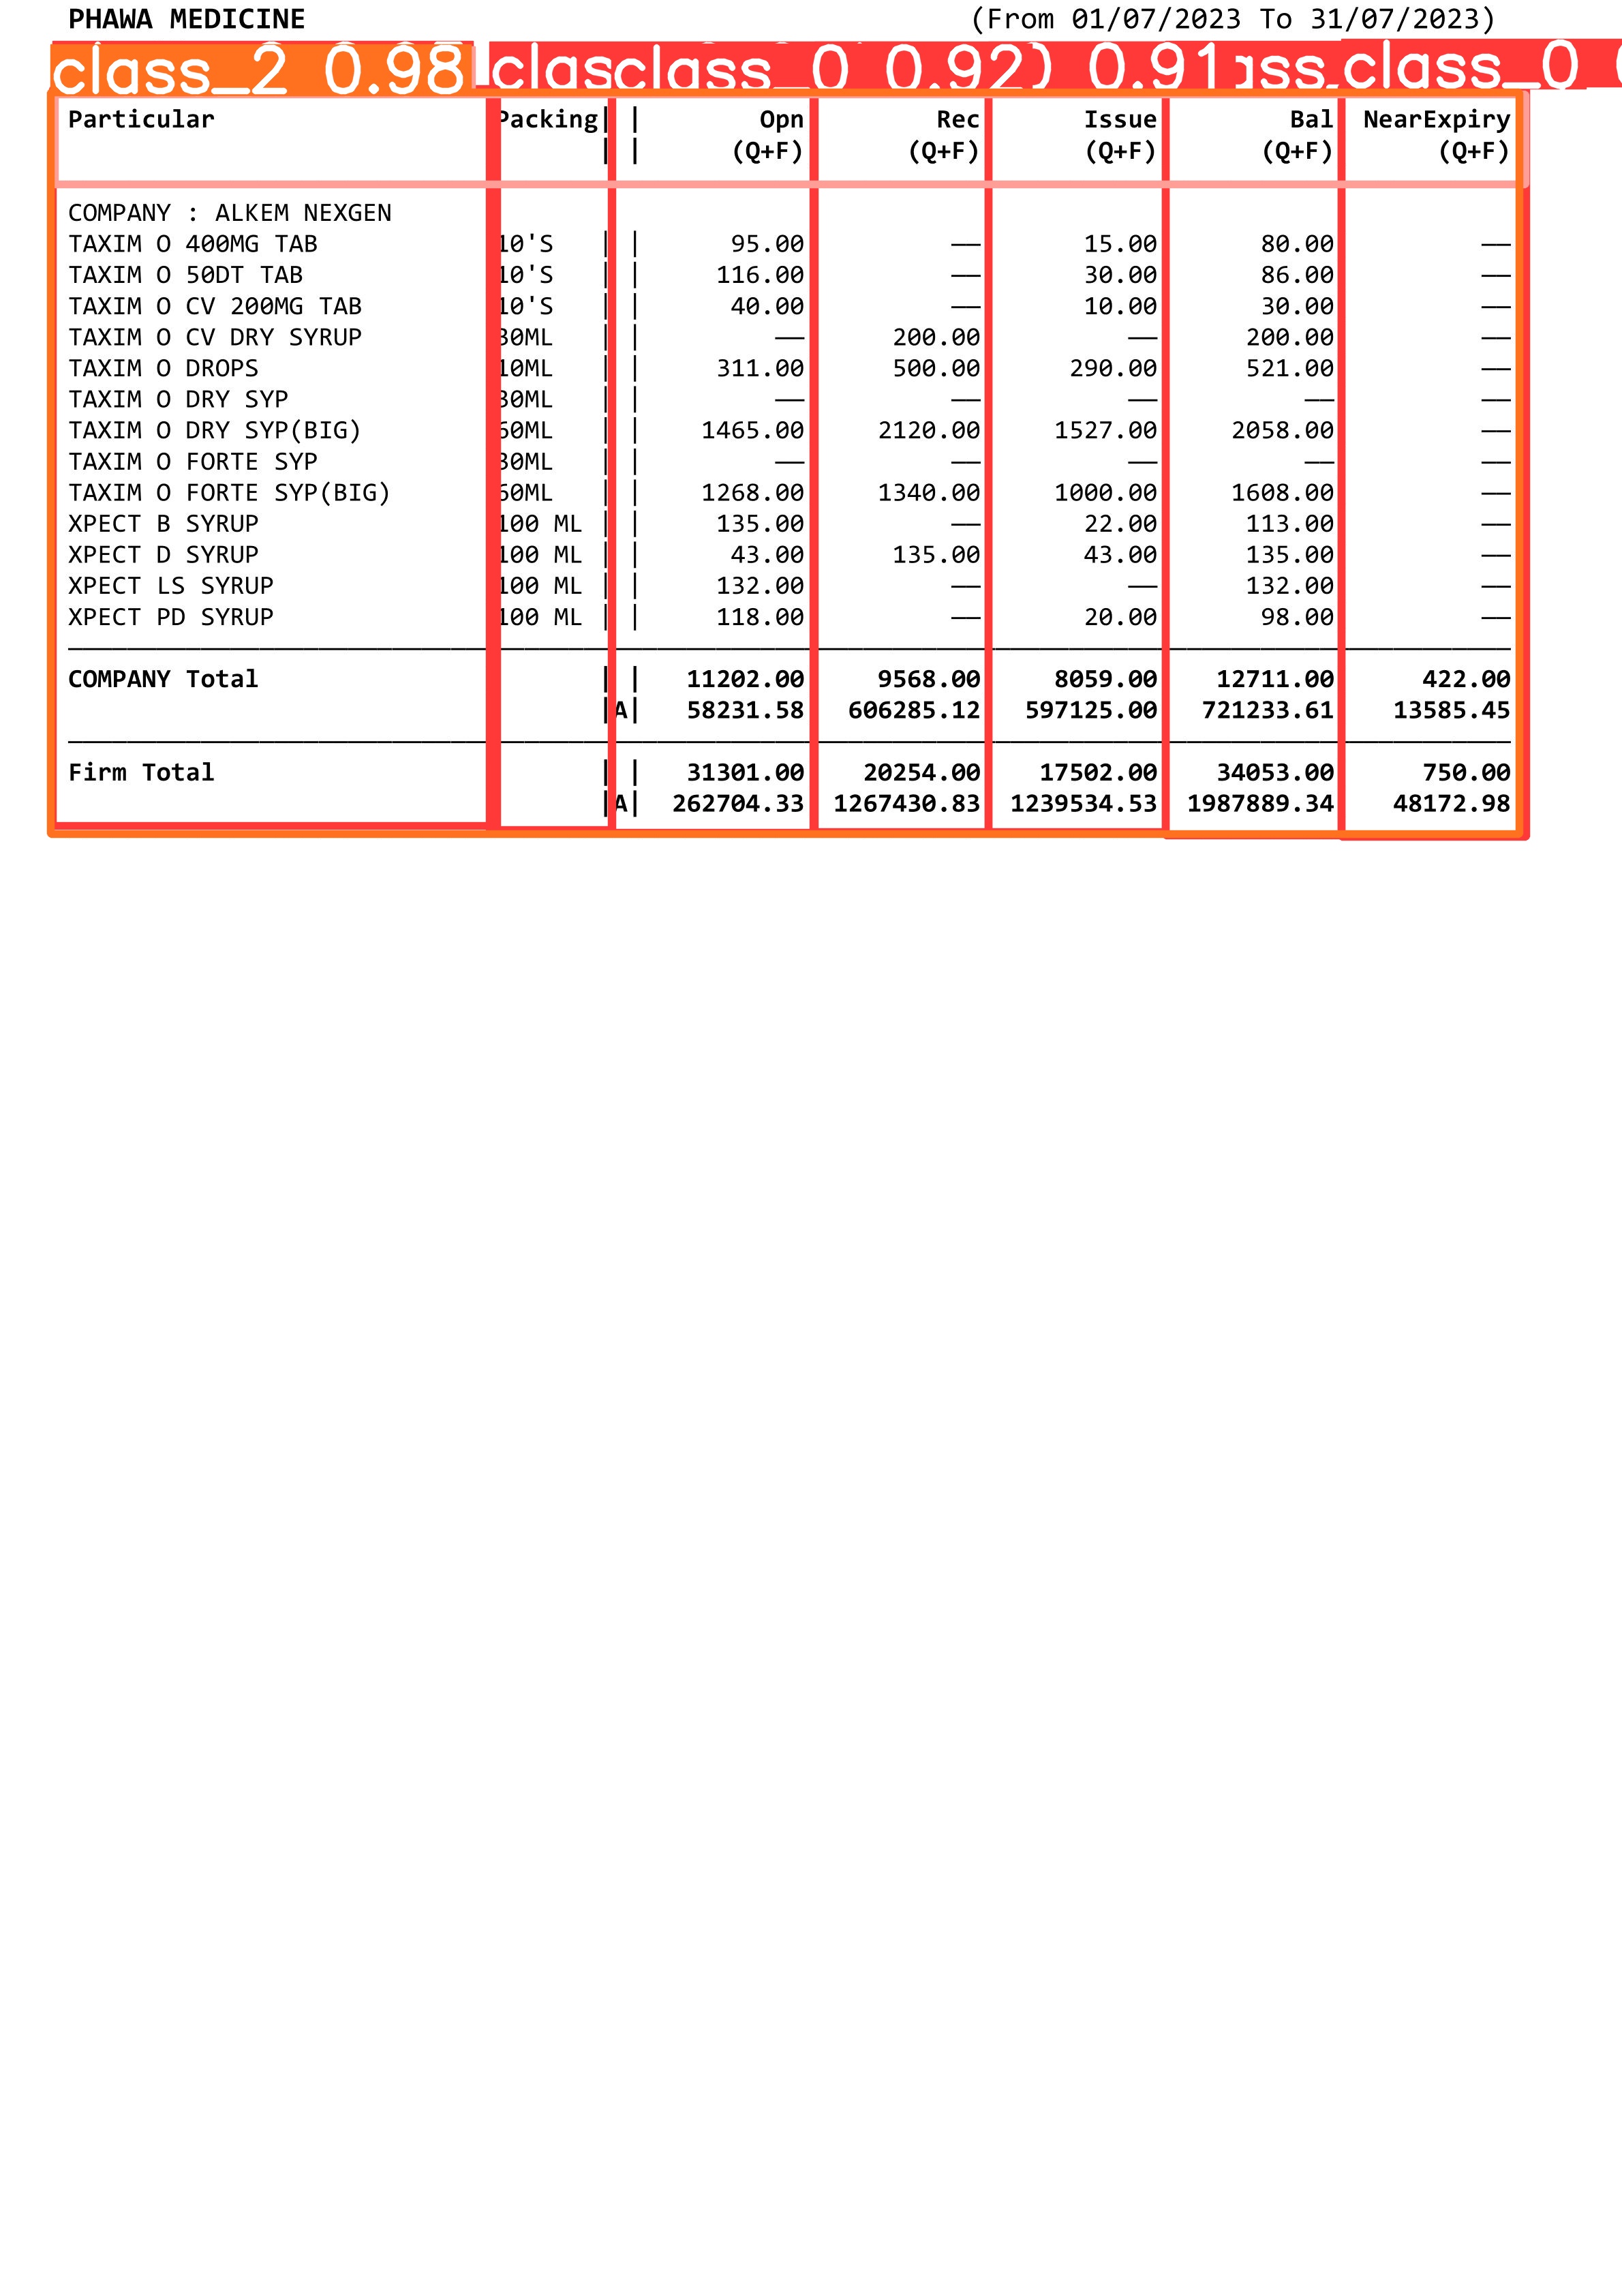 PHAWA MEDICINE (From 01/07/2023 To 31/07/2023)
class_2 0.98 clas class_0 0.92 ) 0.91 ass class_0
Particular Packing| | Opn Rec Issue Bal NearExpiry
| | (Q+F) (Q+F) (Q+F) (Q+F) (Q+F)
COMPANY : ALKEM NEXGEN
TAXIM O 400MG TAB 10'S | | 95.00 —— 15.00 80.00 ——
TAXIM O 50DT TAB 10'S | | 116.00 —— 30.00 86.00 ——
TAXIM O CV 200MG TAB 10'S | | 40.00 —— 10.00 30.00 ——
TAXIM O CV DRY SYRUP 30ML | | —— 200.00 —— 200.00 ——
TAXIM O DROPS 10ML | | 311.00 500.00 290.00 521.00 ——
TAXIM O DRY SYP 30ML | | —— —— —— —— ——
TAXIM O DRY SYP(BIG) 60ML | | 1465.00 2120.00 1527.00 2058.00 ——
TAXIM O FORTE SYP 30ML | | —— —— —— —— ——
TAXIM O FORTE SYP(BIG) 60ML | | 1268.00 1340.00 1000.00 1608.00 ——
XPECT B SYRUP 100 ML | | 135.00 —— 22.00 113.00 ——
XPECT D SYRUP 100 ML | | 43.00 135.00 43.00 135.00 ——
XPECT LS SYRUP 100 ML | | 132.00 —— —— 132.00 ——
XPECT PD SYRUP 100 ML | | 118.00 —— 20.00 98.00 ——
COMPANY Total | | 11202.00 9568.00 8059.00 12711.00 422.00
|A| 58231.58 606285.12 597125.00 721233.61 13585.45
Firm Total | | 31301.00 20254.00 17502.00 34053.00 750.00
|A| 262704.33 1267430.83 1239534.53 1987889.34 48172.98